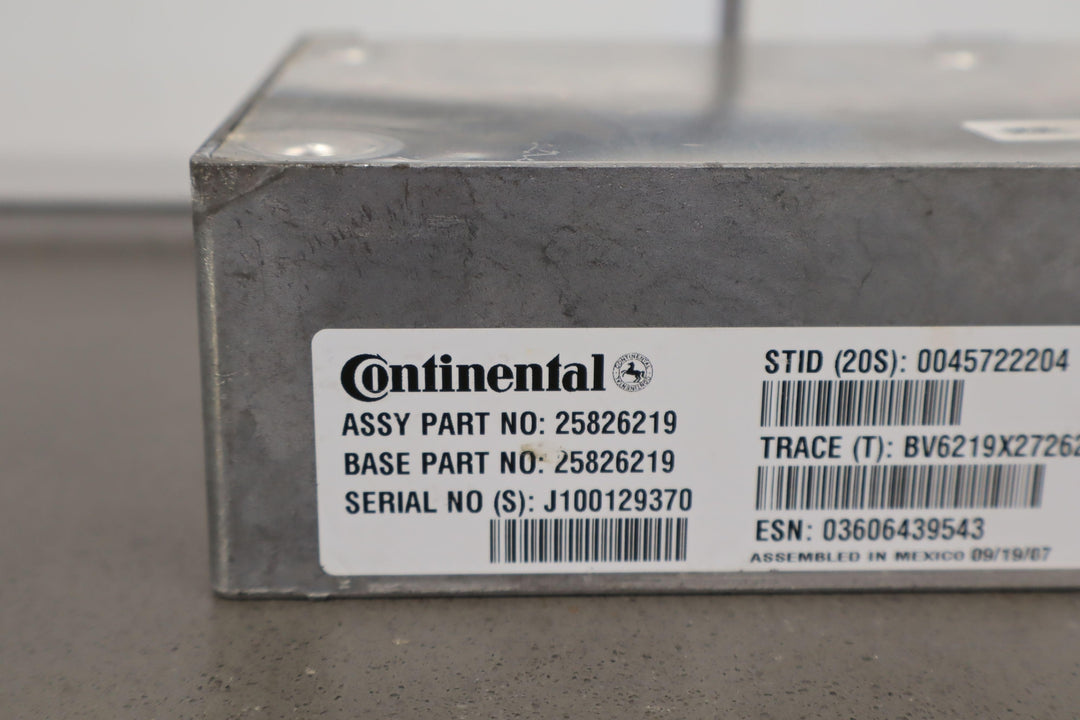 Continental
ASSY PART NO: 25826219
BASE PART NO: 25826219
SERIAL NO (S): J100129370
STID (20S): 0045722204
TRACE (T): BV6219X27262
ESN: 03606439543
ASSEMBLED IN MEXICO 09/19/07